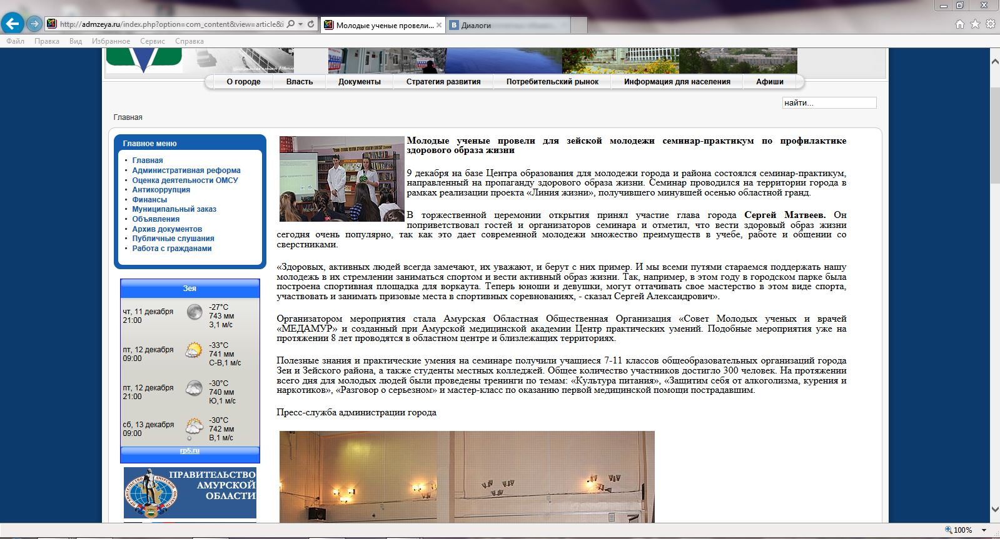 http://admzeya.ru/index.php?option=com_content&view=article&i
Молодые ученые провели...
В Диалоги
Файл Правка Вид Избранное Сервис Справка
О городе Власть Документы Стратегия развития Потребительский рынок Информация для населения Афиши
найти...
Главная
Главное меню
Главная
Административная реформа
Оценка деятельности ОМСУ
Антикоррупция
Финансы
Муниципальный заказ
Объявления
Архив документов
Публичные слушания
Работа с гражданами
Зея
чт, 11 декабря
21:00
-27°C
743 мм
З,1 м/с
пт, 12 декабря
09:00
-33°C
741 мм
С-В,1 м/с
пт, 12 декабря
21:00
-30°C
740 мм
Ю,1 м/с
сб, 13 декабря
09:00
-30°C
742 мм
В,1 м/с
rp5.ru
ПРАВИТЕЛЬСТВО
АМУРСКОЙ
ОБЛАСТИ
Молодые ученые провели для зейской молодежи семинар-практикум по профилактике
здорового образа жизни
9 декабря на базе Центра образования для молодежи города и района состоялся семинар-практикум,
направленный на пропаганду здорового образа жизни. Семинар проводился на территории города в
рамках реализации проекта «Линия жизни», получившего минувшей осенью областной гранд.
В торжественной церемонии открытия принял участие глава города Сергей Матвеев. Он
поприветствовал гостей и организаторов семинара и отметил, что вести здоровый образ жизни
сегодня очень популярно, так как это дает современной молодежи множество преимуществ в учебе, работе и общении со
сверстниками.
«Здоровых, активных людей всегда замечают, их уважают, и берут с них пример. И мы всеми путями стараемся поддержать нашу
молодежь в их стремлении заниматься спортом и вести активный образ жизни. Так, например, в этом году в городском парке была
построена спортивная площадка для воркаута. Теперь юноши и девушки, могут оттачивать свое мастерство в этом виде спорта,
участвовать и занимать призовые места в спортивных соревнованиях, - сказал Сергей Александрович».
Организатором мероприятия стала Амурская Областная Общественная Организация «Совет Молодых ученых и врачей
«МЕДАМУР» и созданный при Амурской медицинской академии Центр практических умений. Подобные мероприятия уже на
протяжении 8 лет проводятся в областном центре и близлежащих территориях.
Полезные знания и практические умения на семинаре получили учащиеся 7-11 классов общеобразовательных организаций города
Зеи и Зейского района, а также студенты местных колледжей. Общее количество участников достигло 300 человек. На протяжении
всего дня для молодых людей были проведены тренинги по темам: «Культура питания», «Защитим себя от алкоголизма, курения и
наркотиков», «Разговор о серьезном» и мастер-класс по оказанию первой медицинской помощи пострадавшим.
Пресс-служба администрации города
100%